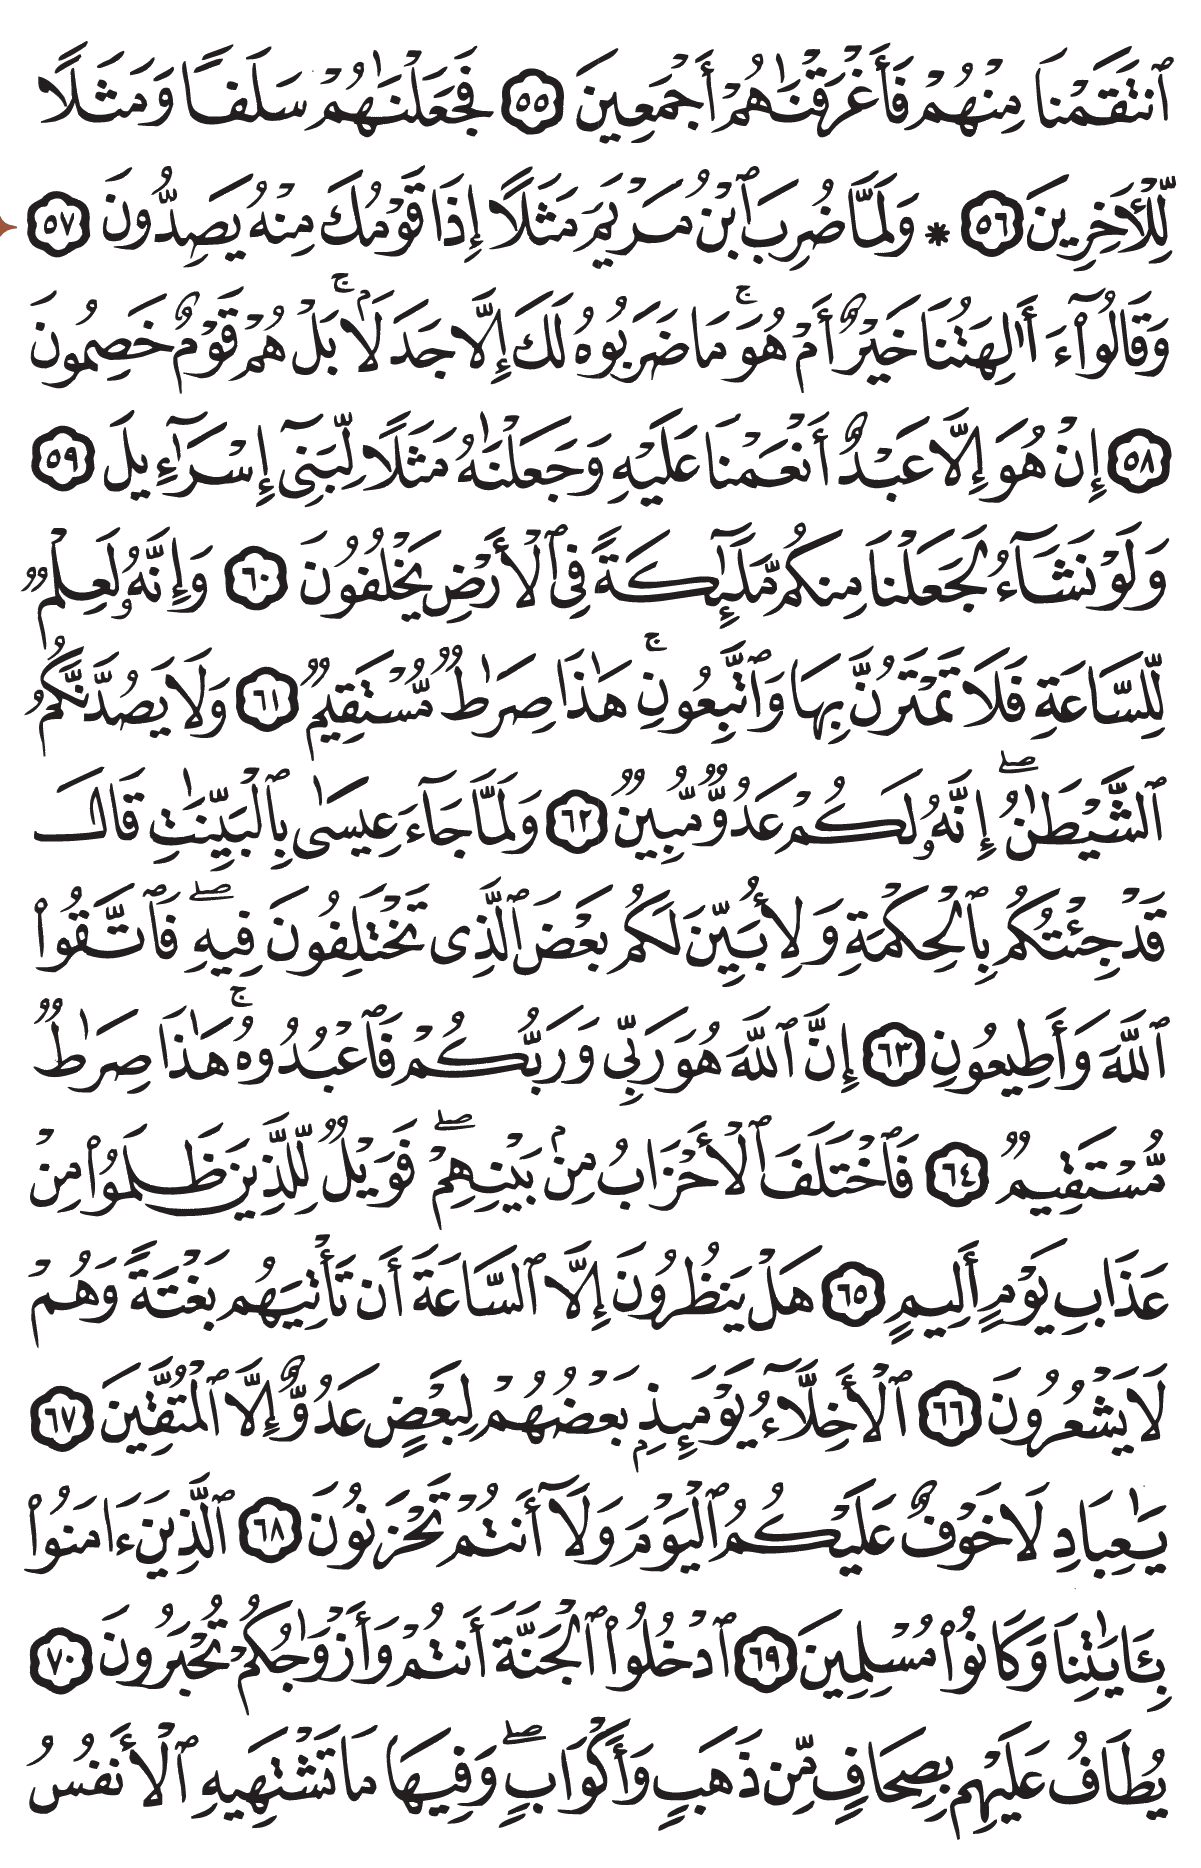 ٱنتَقَمْنَا مِنْهُمْ فَأَغْرَقْنَٰهُمْ أَجْمَعِينَ ٥٥ فَجَعَلْنَٰهُمْ سَلَفًا وَمَثَلًا
لِّلْأَخِرِينَ ٥٦ * وَلَمَّا ضُرِبَ ٱبْنُ مَرْيَمَ مَثَلًا إِذَا قَوْمُكَ مِنْهُ يَصِدُّونَ ٥٧
وَقَالُوٓا۟ ءَأَٰلِهَتُنَا خَيْرٌ أَمْ هُوَ ۚ مَا ضَرَبُوهُ لَكَ إِلَّا جَدَلًۢا ۚ بَلْ هُمْ قَوْمٌ خَصِمُونَ
٥٨ إِنْ هُوَ إِلَّا عَبْدٌ أَنْعَمْنَا عَلَيْهِ وَجَعَلْنَٰهُ مَثَلًا لِّبَنِىٓ إِسْرَٰٓءِيلَ ٥٩
وَلَوْ نَشَآءُ لَجَعَلْنَا مِنكُم مَّلَٰٓئِكَةً فِى ٱلْأَرْضِ يَخْلُفُونَ ٦٠ وَإِنَّهُۥ لَعِلْمٌ
لِّلسَّاعَةِ فَلَا تَمْتَرُنَّ بِهَا وَٱتَّبِعُونِ ۚ هَٰذَا صِرَٰطٌ مُّسْتَقِيمٌ ٦١ وَلَا يَصُدَّنَّكُمُ
ٱلشَّيْطَٰنُ ۖ إِنَّهُۥ لَكُمْ عَدُوٌّ مُّبِينٌ ٦٢ وَلَمَّا جَآءَ عِيسَىٰ بِٱلْبَيِّنَٰتِ قَالَ
قَدْ جِئْتُكُم بِٱلْحِكْمَةِ وَلِأُبَيِّنَ لَكُم بَعْضَ ٱلَّذِى تَخْتَلِفُونَ فِيهِ ۖ فَٱتَّقُوا۟
ٱللَّهَ وَأَطِيعُونِ ٦٣ إِنَّ ٱللَّهَ هُوَ رَبِّى وَرَبُّكُمْ فَٱعْبُدُوهُ ۚ هَٰذَا صِرَٰطٌ
مُّسْتَقِيمٌ ٦٤ فَٱخْتَلَفَ ٱلْأَحْزَابُ مِنۢ بَيْنِهِمْ ۖ فَوَيْلٌ لِّلَّذِينَ ظَلَمُوا۟ مِنْ
عَذَابِ يَوْمٍ أَلِيمٍ ٦٥ هَلْ يَنظُرُونَ إِلَّا ٱلسَّاعَةَ أَن تَأْتِيَهُم بَغْتَةً وَهُمْ
لَا يَشْعُرُونَ ٦٦ ٱلْأَخِلَّآءُ يَوْمَئِذٍۭ بَعْضُهُمْ لِبَعْضٍ عَدُوٌّ إِلَّا ٱلْمُتَّقِينَ ٦٧
يَٰعِبَادِ لَا خَوْفٌ عَلَيْكُمُ ٱلْيَوْمَ وَلَآ أَنتُمْ تَحْزَنُونَ ٦٨ ٱلَّذِينَ ءَامَنُوا۟
بِـَٔايَٰتِنَا وَكَانُوا۟ مُسْلِمِينَ ٦٩ ٱدْخُلُوا۟ ٱلْجَنَّةَ أَنتُمْ وَأَزْوَٰجُكُمْ تُحْبَرُونَ ٧٠
يُطَافُ عَلَيْهِم بِصِحَافٍ مِّن ذَهَبٍ وَأَكْوَابٍ ۖ وَفِيهَا مَا تَشْتَهِيهِ ٱلْأَنفُسُ